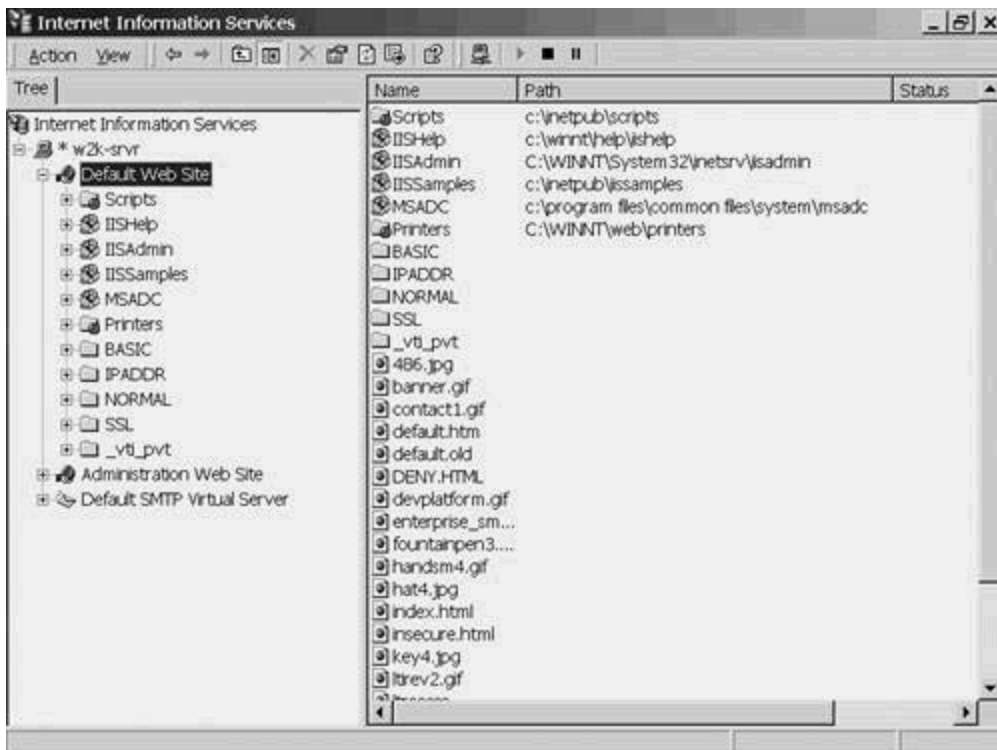 Internet Information Services
Action View
Tree
Internet Information Services
* w2k-srvr
Default Web Site
Scripts
IISHelp
IISAdmin
IISSamples
MSADC
Printers
BASIC
IPADDR
NORMAL
SSL
_vti_pvt
Administration Web Site
Default SMTP Virtual Server
Name Path Status
Scripts c:\inetpub\scripts
IISHelp c:\winnt\help\iishelp
IISAdmin C:\WINNT\System32\inetsrv\iisadmin
IISSamples c:\inetpub\iissamples
MSADC c:\program files\common files\system\msadc
Printers C:\WINNT\web\printers
BASIC
IPADDR
NORMAL
SSL
_vti_pvt
486.jpg
banner.gif
contact1.gif
default.htm
default.old
DENY.HTML
devplatform.gif
enterprise_sm...
fountainpen3....
handsm4.gif
hat4.jpg
index.html
insecure.html
key4.jpg
ltirev2.gif